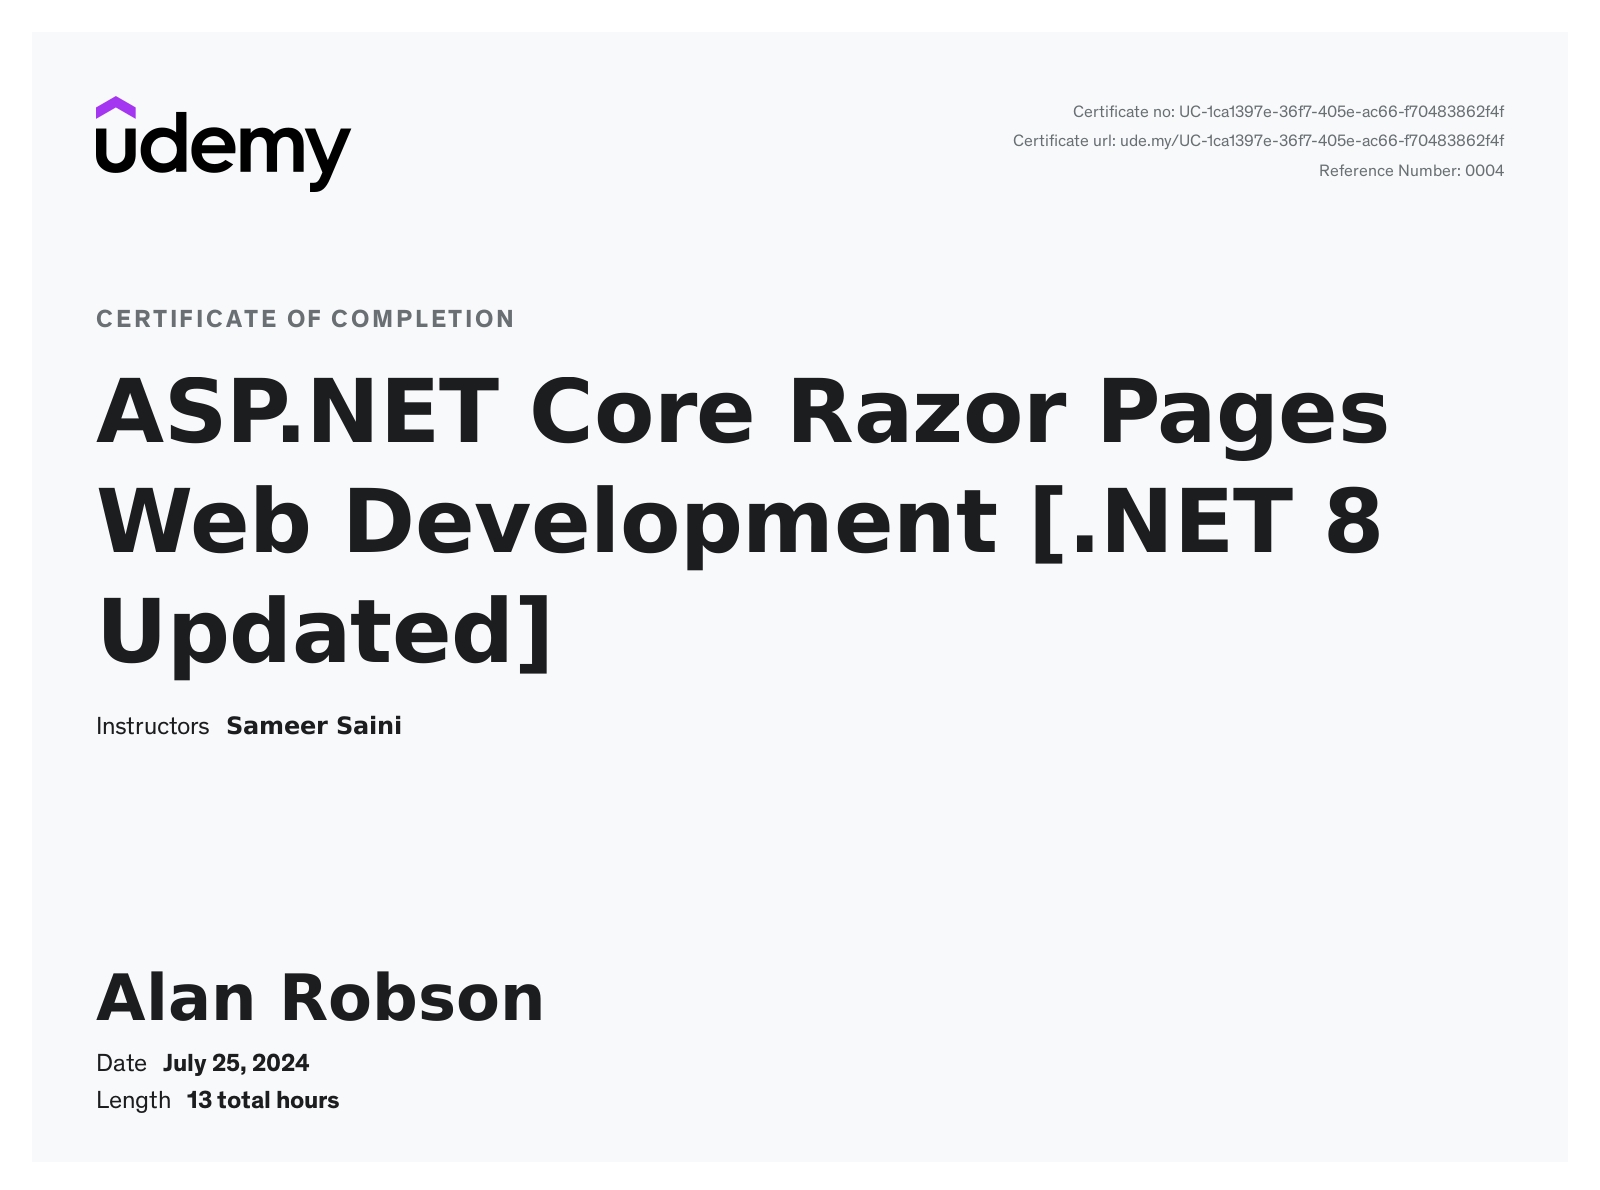 udemy
Certificate no: UC-1ca1397e-36f7-405e-ac66-f70483862f4f
Certificate url: ude.my/UC-1ca1397e-36f7-405e-ac66-f70483862f4f
Reference Number: 0004
CERTIFICATE OF COMPLETION
ASP.NET Core Razor Pages
Web Development [.NET 8
Updated]
Instructors Sameer Saini
Alan Robson
Date July 25, 2024
Length 13 total hours